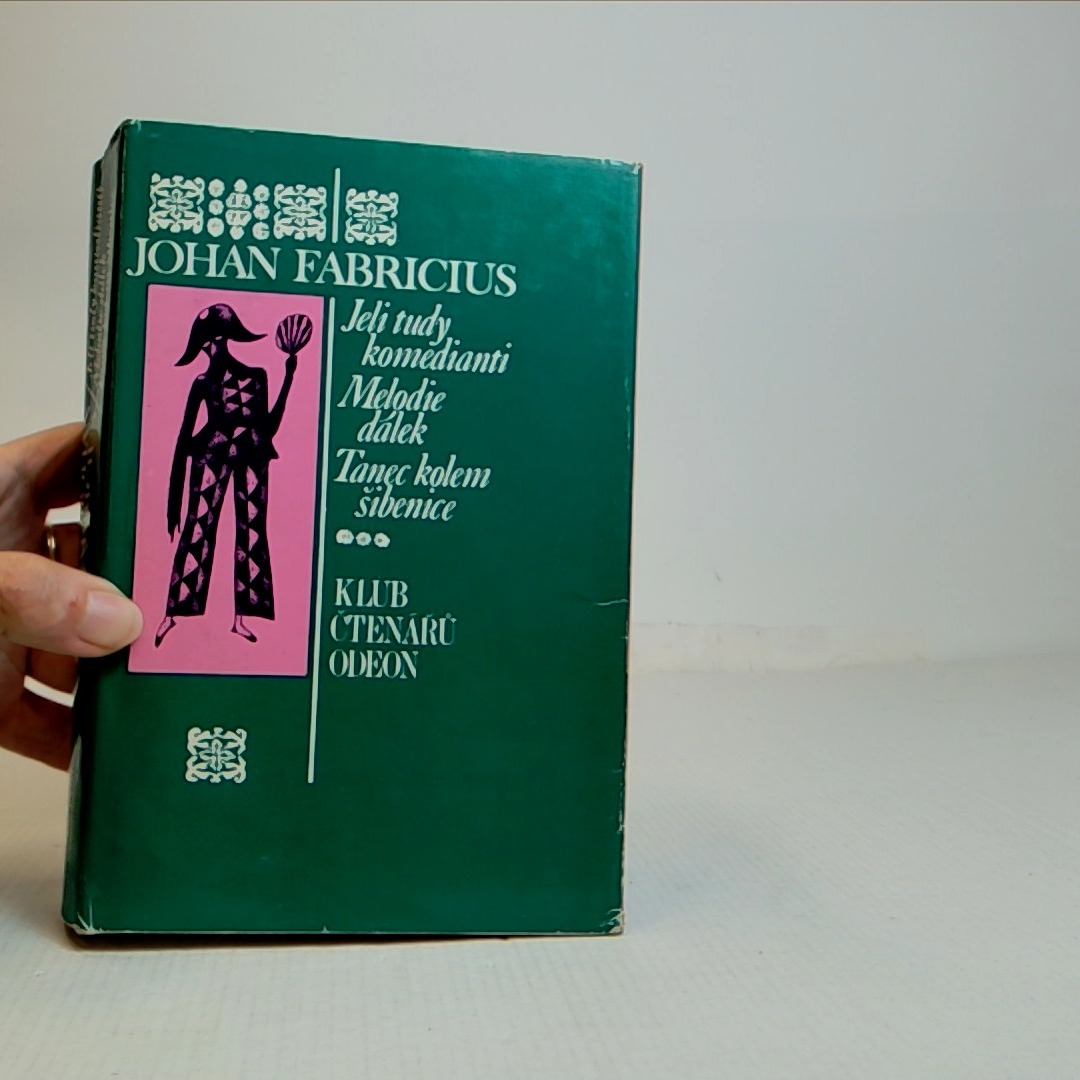 JOHAN FABRICIUS
Jeli tudy
komedianti
Melodie
dálek
Tanec kolem
šibenice
KLUB
ČTENÁŘŮ
ODEON